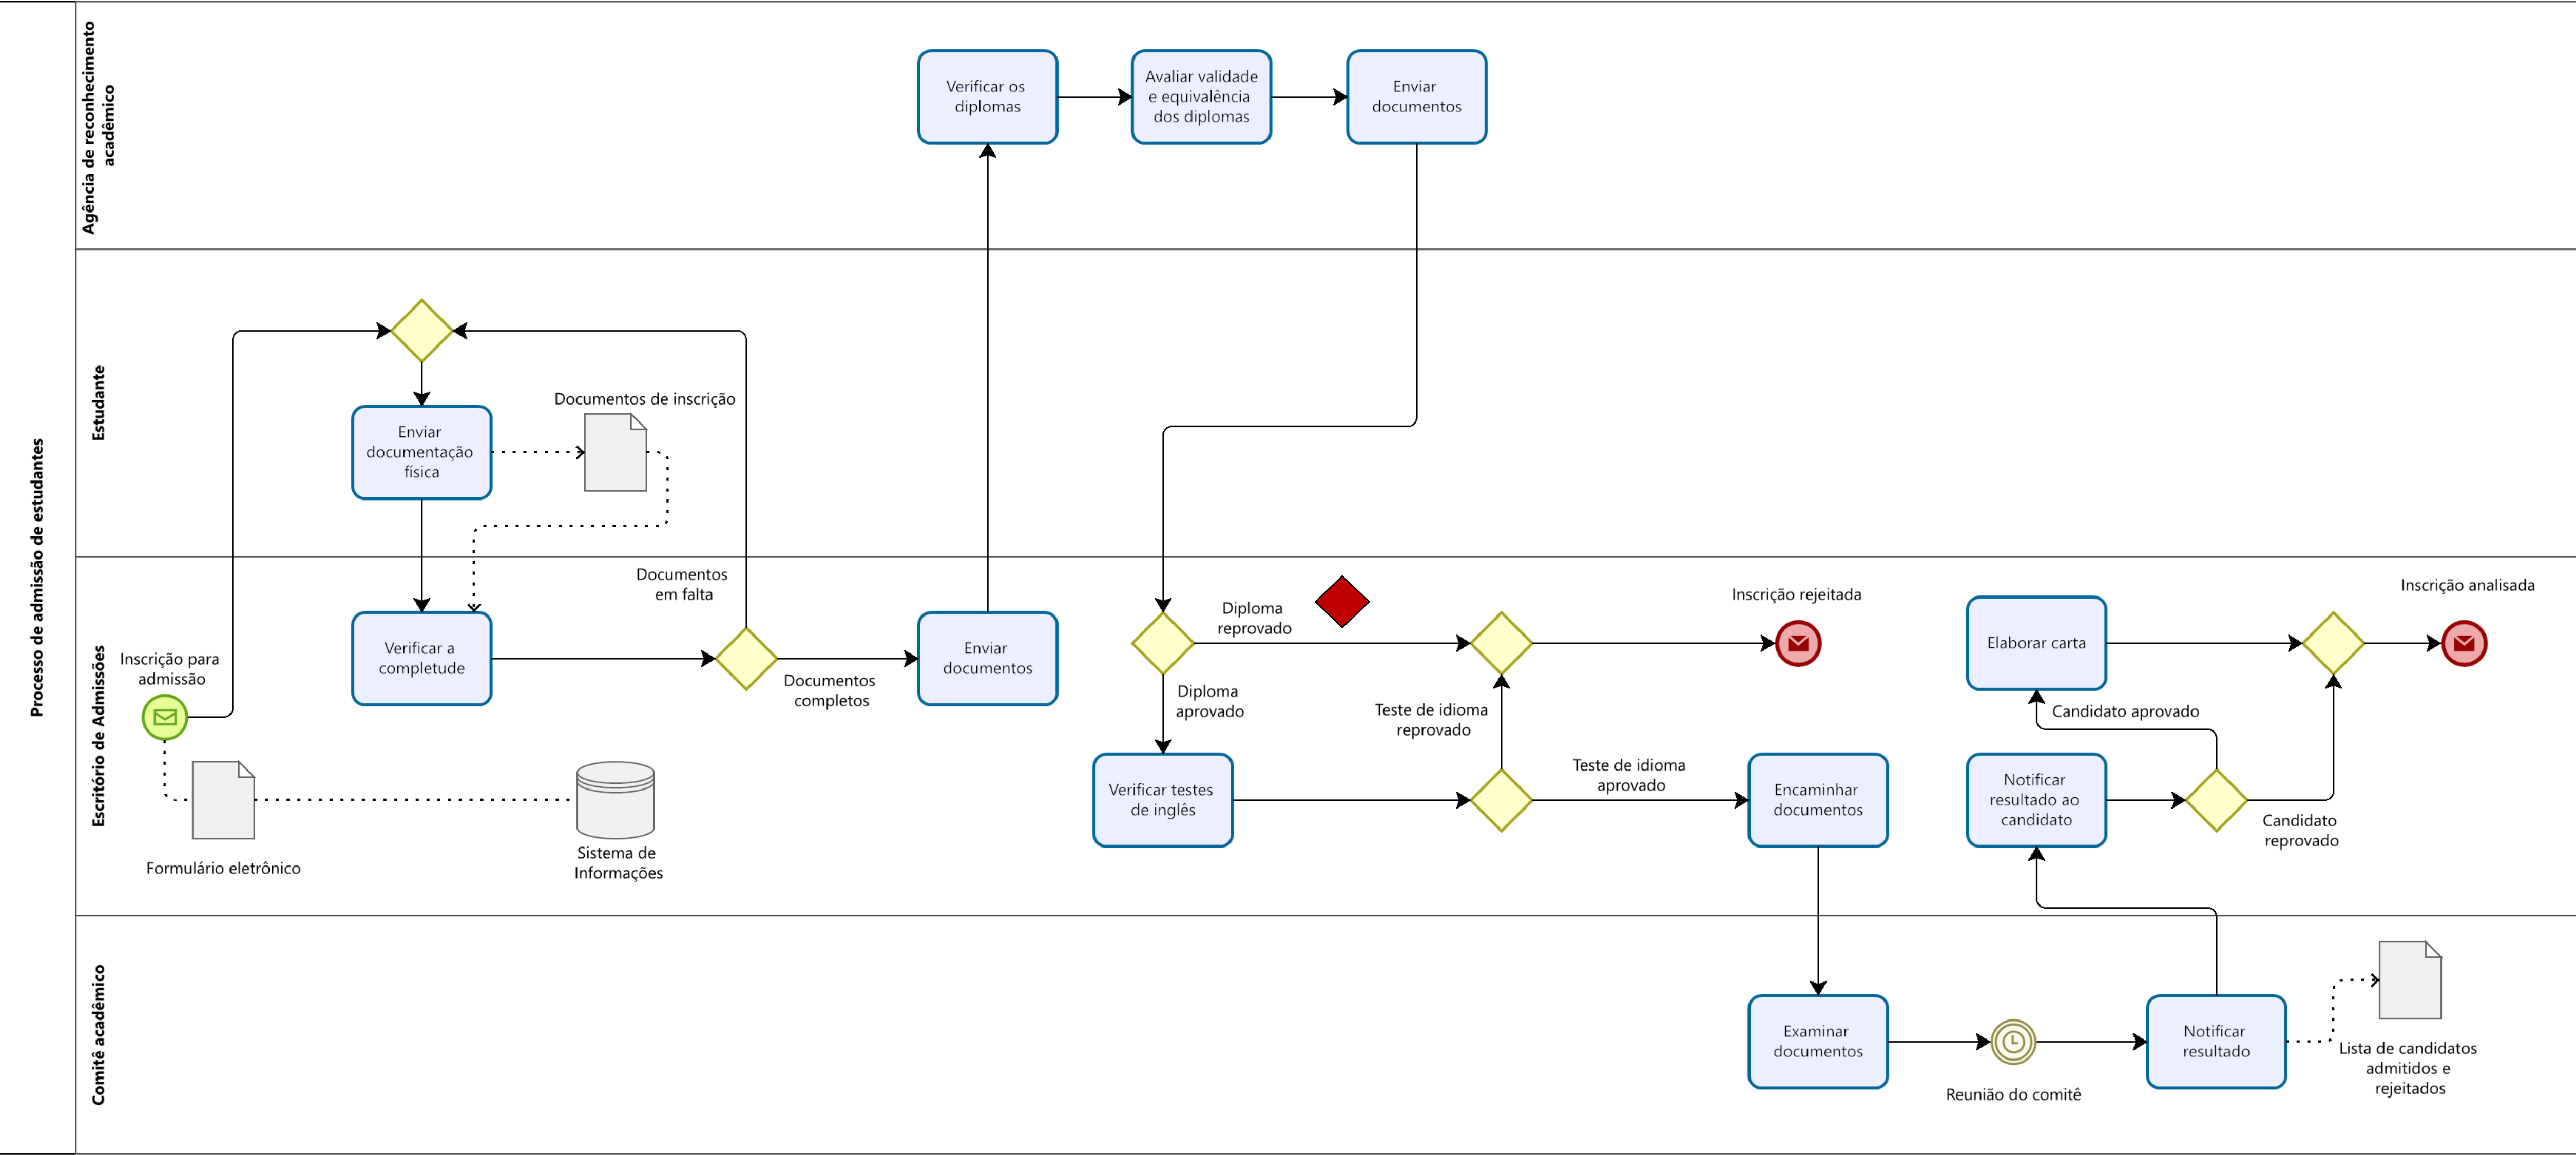 Processo de admissão de estudantes
Agência de reconhecimento
acadêmico
Verificar os
diplomas
Avaliar validade
e equivalência
dos diplomas
Enviar
documentos
Estudante
Enviar
documentação
física
Documentos de inscrição
Escritório de Admissões
Inscrição para
admissão
Formulário eletrônico
Sistema de
Informações
Verificar a
completude
Documentos
em falta
Documentos
completos
Enviar
documentos
Diploma
reprovado
Diploma
aprovado
Verificar testes
de inglês
Teste de idioma
reprovado
Teste de idioma
aprovado
Inscrição rejeitada
Encaminhar
documentos
Elaborar carta
Candidato aprovado
Notificar
resultado ao
candidato
Candidato
reprovado
Inscrição analisada
Comitê acadêmico
Examinar
documentos
Reunião do comitê
Notificar
resultado
Lista de candidatos
admitidos e
rejeitados